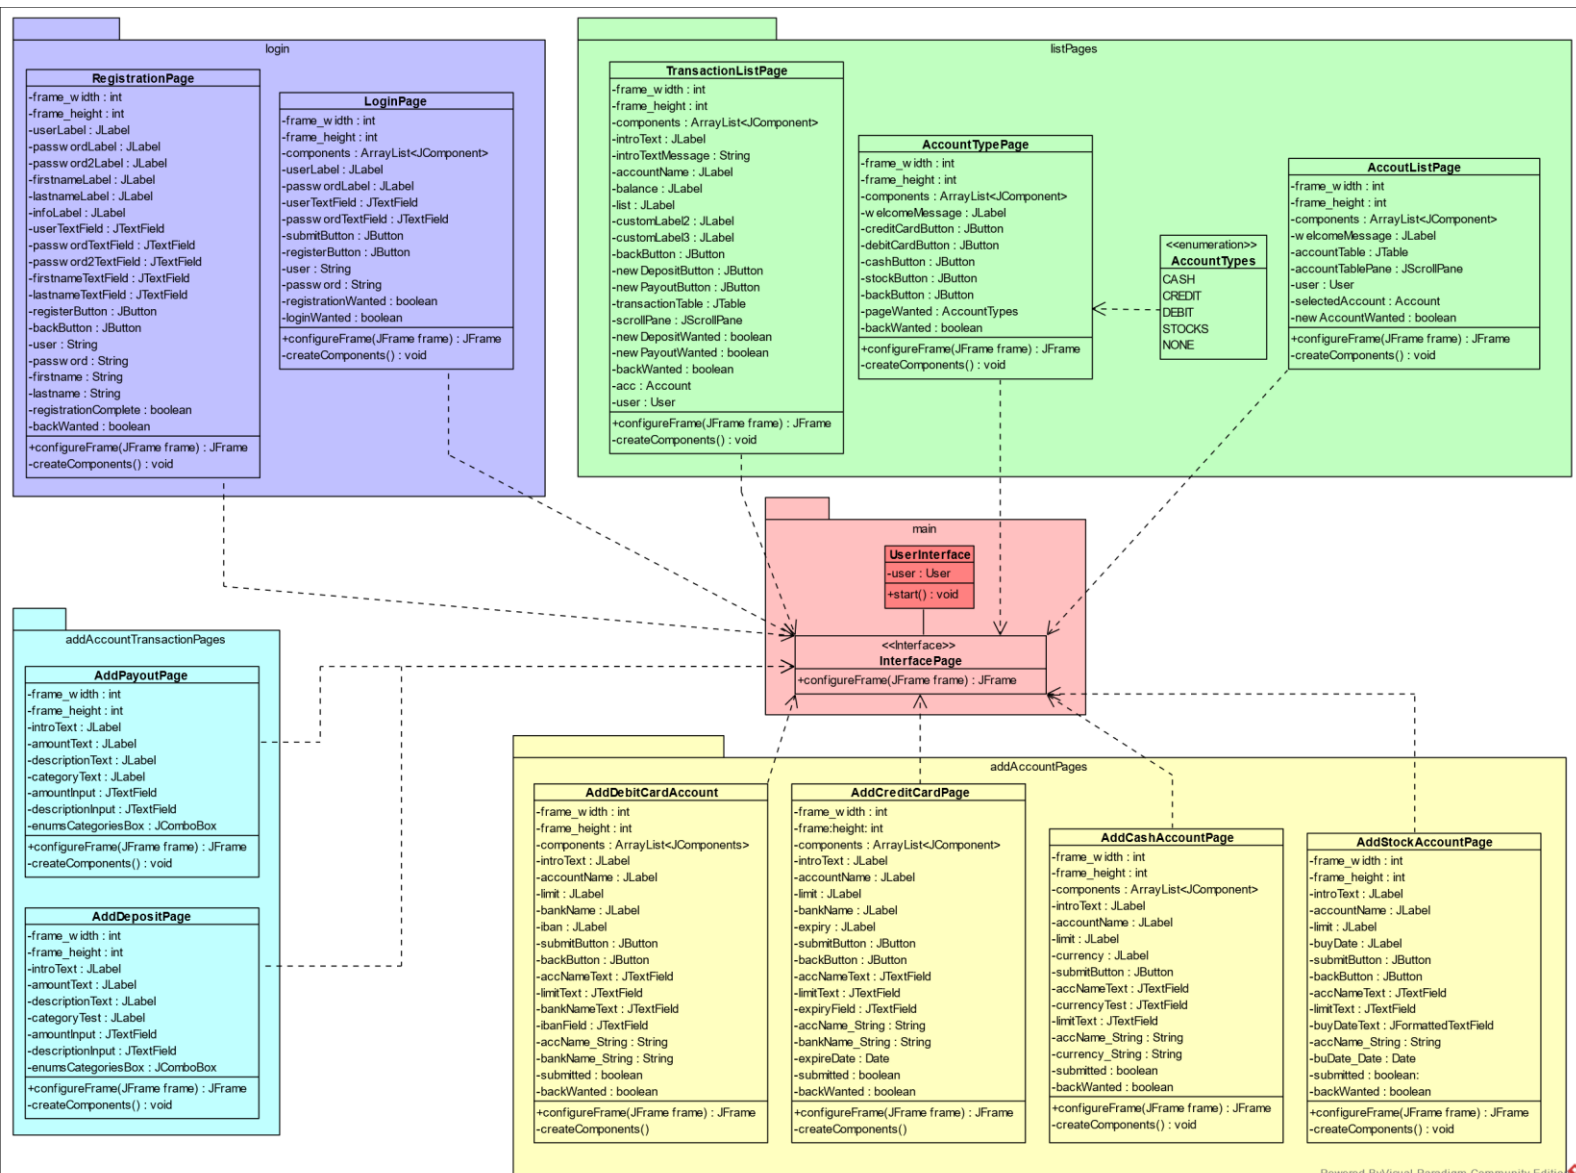 login
RegistrationPage
-frame_width : int
-frame_height : int
-userLabel : JLabel
-passwordLabel : JLabel
-password2Label : JLabel
-firstnameLabel : JLabel
-lastnameLabel : JLabel
-infoLabel : JLabel
-userTextField : JTextField
-passwordTextField : JTextField
-password2TextField : JTextField
-firstnameTextField : JTextField
-lastnameTextField : JTextField
-registerButton : JButton
-backButton : JButton
-user : String
-password : String
-firstname : String
-lastname : String
-registrationComplete : boolean
-backWanted : boolean
+configureFrame(JFrame frame) : JFrame
-createComponents() : void
LoginPage
-frame_width : int
-frame_height : int
-components : ArrayList<JComponent>
-userLabel : JLabel
-passwordLabel : JLabel
-userTextField : JTextField
-passwordTextField : JTextField
-submitButton : JButton
-registerButton : JButton
-user : String
-password : String
-registrationWanted : boolean
-loginWanted : boolean
+configureFrame(JFrame frame) : JFrame
-createComponents() : void
listPages
TransactionListPage
-frame_width : int
-frame_height : int
-components : ArrayList<JComponent>
-introText : JLabel
-introTextMessage : String
-accountName : JLabel
-balance : JLabel
-list : JLabel
-customLabel2 : JLabel
-customLabel3 : JLabel
-backButton : JButton
-newDepositButton : JButton
-newPayoutButton : JButton
-transactionTable : JTable
-scrollPane : JScrollPane
-newDepositWanted : boolean
-newPayoutWanted : boolean
-backWanted : boolean
-acc : Account
-user : User
+configureFrame(JFrame frame) : JFrame
-createComponents() : void
AccountTypePage
-frame_width : int
-frame_height : int
-components : ArrayList<JComponent>
-welcomeMessage : JLabel
-creditCardButton : JButton
-debitCardButton : JButton
-cashButton : JButton
-stockButton : JButton
-backButton : JButton
-pageWanted : AccountTypes
-backWanted : boolean
+configureFrame(JFrame frame) : JFrame
-createComponents() : void
<<enumeration>>
AccountTypes
CASH
CREDIT
DEBIT
STOCKS
NONE
AccoutListPage
-frame_width : int
-frame_height : int
-components : ArrayList<JComponent>
-welcomeMessage : JLabel
-accountTable : JTable
-accountTablePane : JScrollPane
-user : User
-selectedAccount : Account
-newAccountWanted : boolean
+configureFrame(JFrame frame) : JFrame
-createComponents() : void
main
UserInterface
-user : User
+start() : void
<<Interface>>
InterfacePage
+configureFrame(JFrame frame) : JFrame
addAccountTransactionPages
AddPayoutPage
-frame_width : int
-frame_height : int
-introText : JLabel
-amountText : JLabel
-descriptionText : JLabel
-categoryText : JLabel
-amountInput : JTextField
-descriptionInput : JTextField
-enumsCategoriesBox : JComboBox
+configureFrame(JFrame frame) : JFrame
-createComponents() : void
AddDepositPage
-frame_width : int
-frame_height : int
-introText : JLabel
-amountText : JLabel
-descriptionText : JLabel
-categoryTest : JLabel
-amountInput : JTextField
-descriptionInput : JTextField
-enumsCategoriesBox : JComboBox
+configureFrame(JFrame frame) : JFrame
-createComponents() : void
addAccountPages
AddDebitCardAccount
-frame_width : int
-frame_height : int
-components : ArrayList<JComponents>
-introText : JLabel
-accountName : JLabel
-limit : JLabel
-bankName : JLabel
-iban : JLabel
-submitButton : JButton
-backButton : JButton
-accNameText : JTextField
-limitText : JTextField
-bankNameText : JTextField
-ibanField : JTextField
-accName_String : String
-bankName_String : String
-submitted : boolean
-backWanted : boolean
+configureFrame(JFrame frame) : JFrame
-createComponents()
AddCreditCardPage
-frame_width : int
-frame:height: int
-components : ArrayList<JComponent>
-introText : JLabel
-accountName : JLabel
-limit : JLabel
-bankName : JLabel
-expiry : JLabel
-submitButton : JButton
-backButton : JButton
-accNameText : JTextField
-limitText : JTextField
-expiryField : JTextField
-accName_String : String
-bankName_String : String
-expireDate : Date
-submitted : boolean
-backWanted : boolean
+configureFrame(JFrame frame) : JFrame
-createComponents()
AddCashAccountPage
-frame_width : int
-frame_height : int
-components : ArrayList<JComponent>
-introText : JLabel
-accountName : JLabel
-limit : JLabel
-currency : JLabel
-submitButton : JButton
-accNameText : JTextField
-currencyTest : JTextField
-limitText : JTextField
-accName_String : String
-currency_String : String
-submitted : boolean
-backWanted : boolean
+configureFrame(JFrame frame) : JFrame
-createComponents() : void
AddStockAccountPage
-frame_width : int
-frame_height : int
-introText : JLabel
-accountName : JLabel
-limit : JLabel
-buyDate : JLabel
-submitButton : JButton
-backButton : JButton
-accNameText : JTextField
-limitText : JTextField
-buyDateText : JFormattedTextField
-accName_String : String
-buDate_Date : Date
-submitted : boolean:
-backWanted : boolean
+configureFrame(JFrame frame) : JFrame
-createComponents() : void
Powered ByVisual Paradigm Community Editio